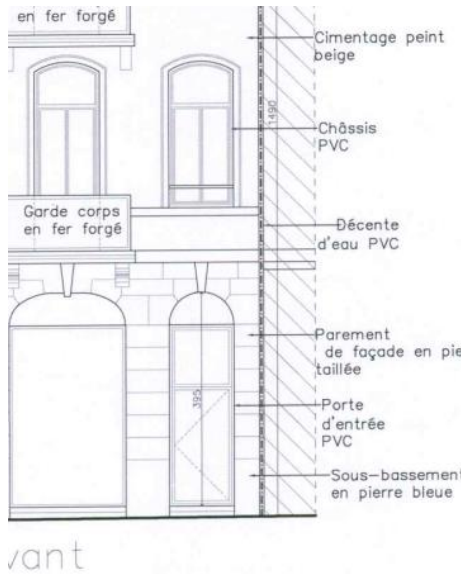 en fer forgé
Cimentage peint
beige
1490
Châssis
PVC
Garde corps
en fer forgé
Décente
d'eau PVC
Parement
de façade en pie
taillée
395
Porte
d'entrée
PVC
Sous-bassement
en pierre bleue
vant